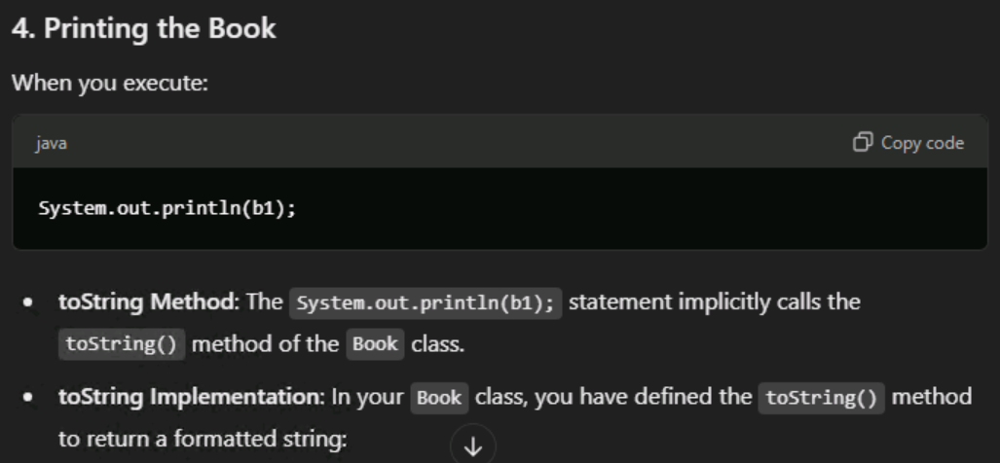 4. Printing the Book
When you execute:
java
Copy code
System.out.println(b1);
• toString Method: The System.out.println(b1); statement implicitly calls the
toString() method of the Book class.
• toString Implementation: In your Book class, you have defined the toString() method
to return a formatted string: